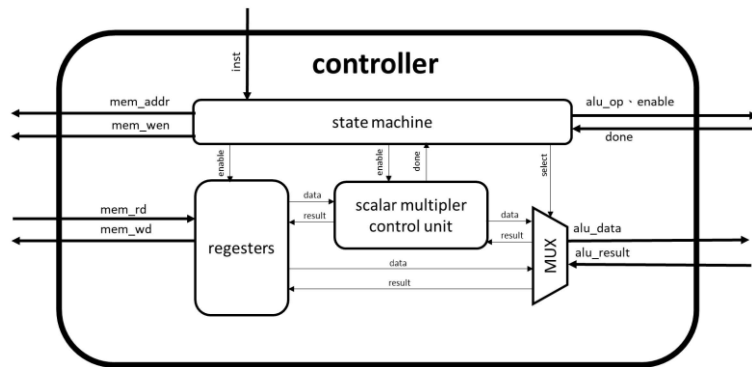 inst
controller
mem_addr
mem_wen
state machine
alu_op、enable
done
enable
enable
done
select
mem_rd
mem_wd
regesters
data
result
scalar multipler
control unit
data
result
data
result
MUX
alu_data
alu_result